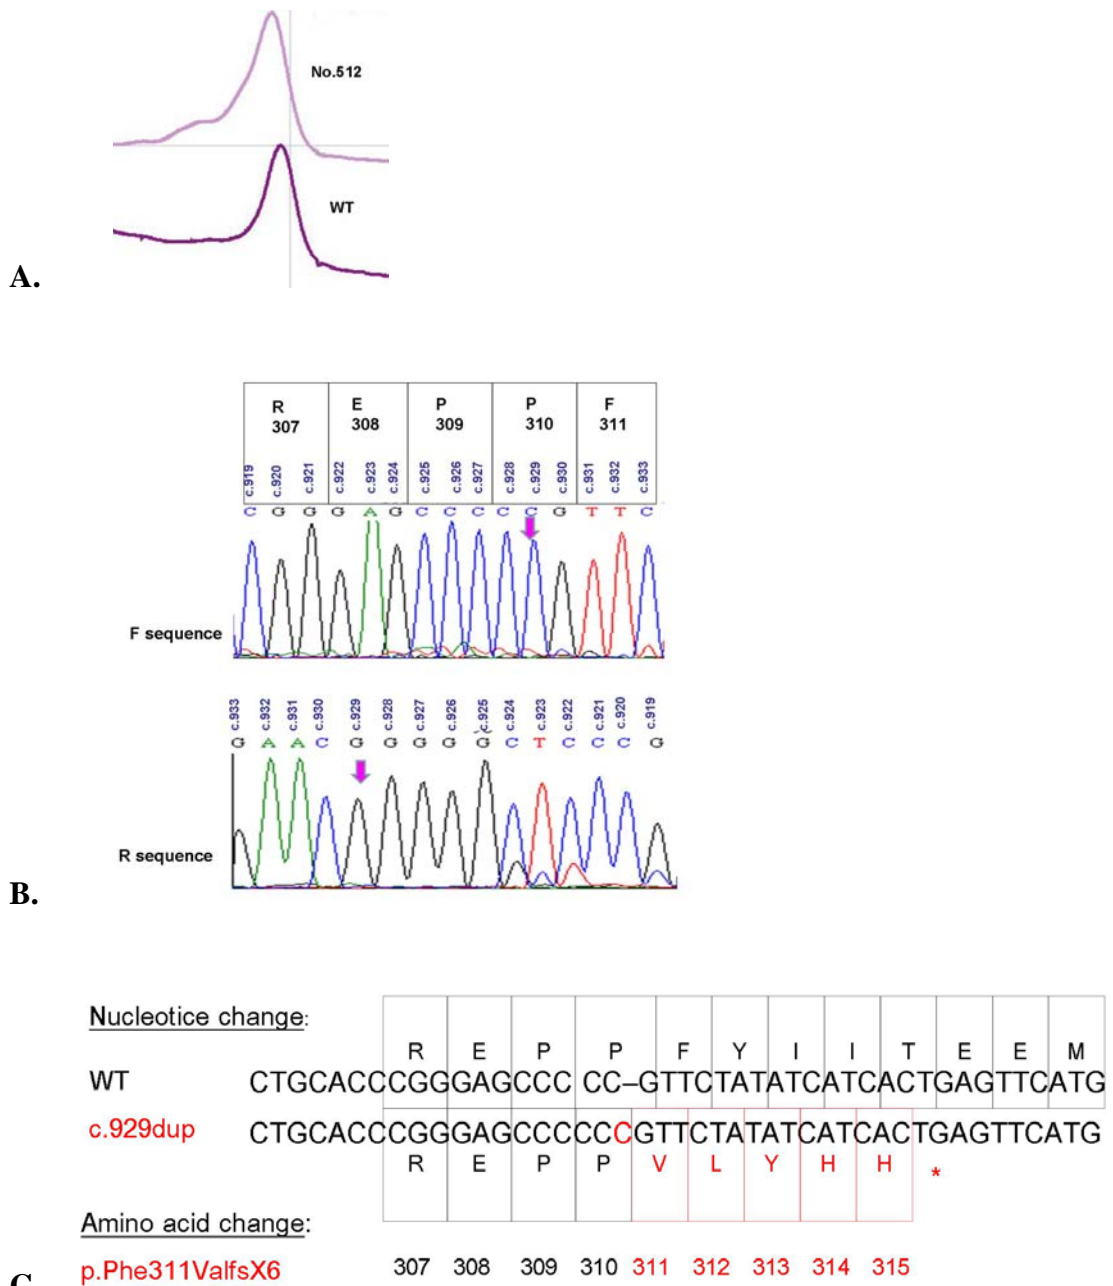 No.512
WT
A.
R E P P F
307 308 309 310 311
c.919 c.920 c.921 c.922 c.923 c.924 c.925 c.926 c.927 c.928 c.929 c.930 c.931 c.932 c.933
C G G G A G C C C C C G T T C
F sequence
c.933 c.932 c.931 c.930 c.929 c.928 c.927 c.926 c.925 c.924 c.923 c.922 c.921 c.920 c.919
G A A C G G G G G C T C C C G
R sequence
B.
Nucleotice change:
R E P P F Y I I T E E M
WT CTGCACCCGGGAGCCC CC–GTTCTATATCATCACTGAGTTCATG
c.929dup CTGCACCCGGGAGCCCCCCGTTCTATATCATCACTGAGTTCATG
R E P P V L Y H H *
Amino acid change:
p.Phe311ValfsX6 307 308 309 310 311 312 313 314 315
C.